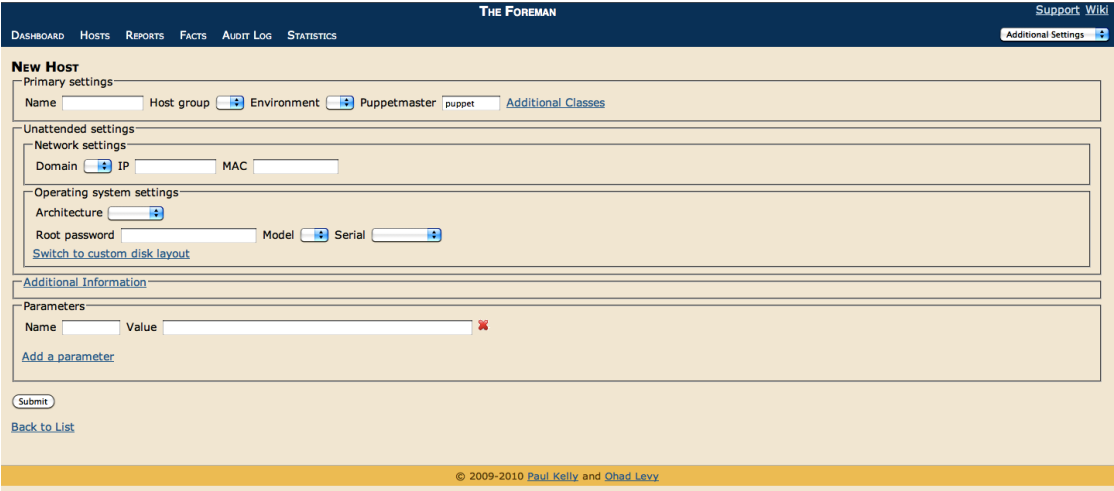 THE FOREMAN
Support Wiki
DASHBOARD HOSTS REPORTS FACTS AUDIT LOG STATISTICS
Additional Settings
NEW HOST
Primary settings
Name Host group Environment Puppetmaster puppet Additional Classes
Unattended settings
Network settings
Domain IP MAC
Operating system settings
Architecture
Root password Model Serial
Switch to custom disk layout
Additional Information
Parameters
Name Value
Add a parameter
Submit
Back to List
© 2009-2010 Paul Kelly and Ohad Levy